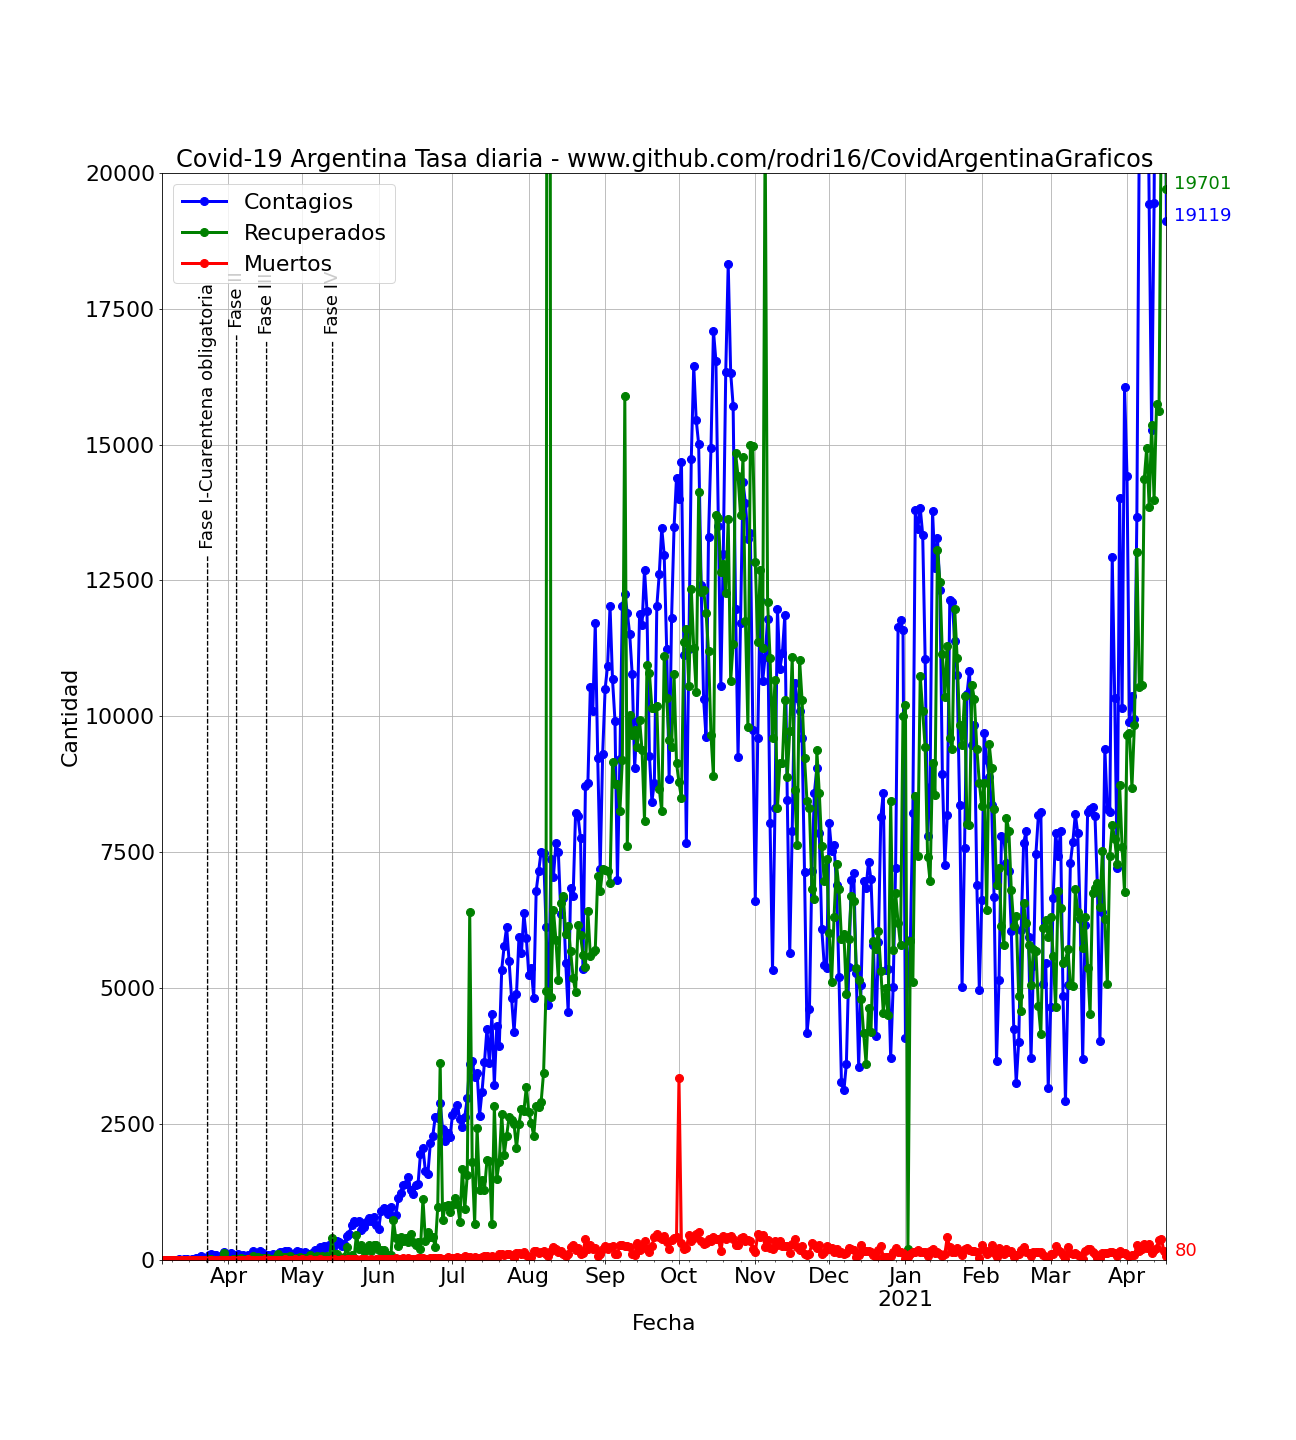 Covid-19 Argentina Tasa diaria - www.github.com/rodri16/CovidArgentinaGraficos
20000
17500
15000
12500
10000
7500
5000
2500
0
Cantidad
Contagios
Recuperados
Muertos
Fase I-Cuarentena obligatoria
Fase II
Fase III
Fase IV
19701
19119
80
Apr May Jun Jul Aug Sep Oct Nov Dec Jan Feb Mar Apr
2021
Fecha